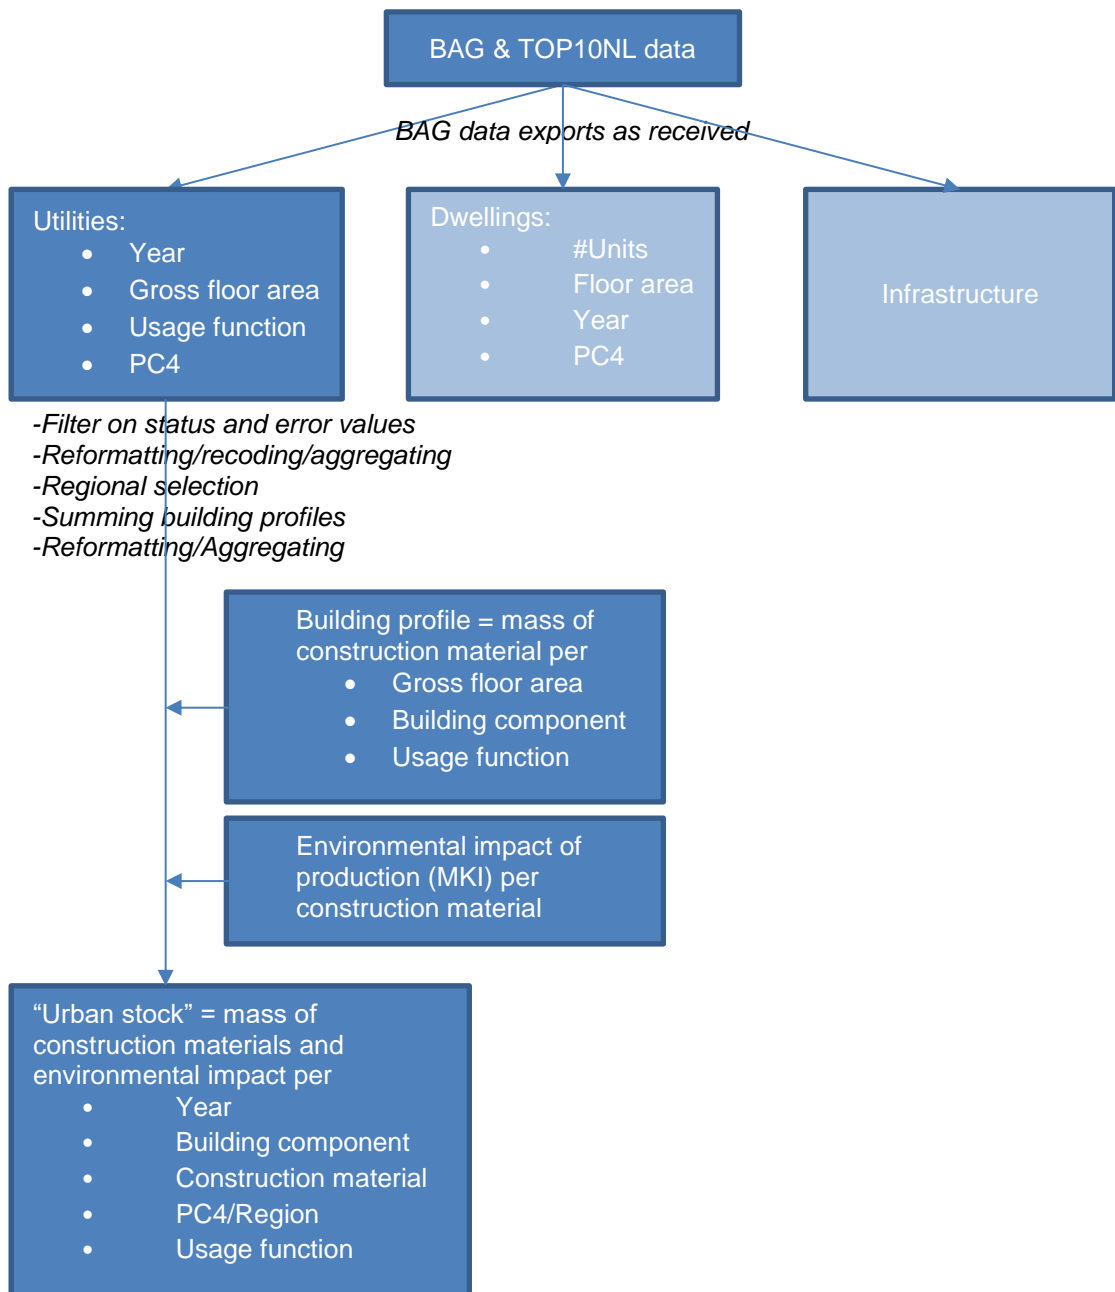 BAG & TOP10NL data
BAG data exports as received
Utilities:
• Year
• Gross floor area
• Usage function
• PC4
Dwellings:
• #Units
• Floor area
• Year
• PC4
Infrastructure
-Filter on status and error values
-Reformatting/recoding/aggregating
-Regional selection
-Summing building profiles
-Reformatting/Aggregating
Building profile = mass of
construction material per
• Gross floor area
• Building component
• Usage function
Environmental impact of
production (MKI) per
construction material
“Urban stock” = mass of
construction materials and
environmental impact per
• Year
• Building component
• Construction material
• PC4/Region
• Usage function